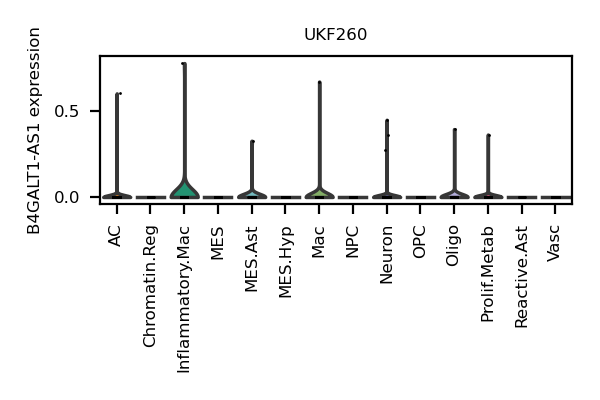 UKF260
B4GALT1-AS1 expression
0.5
0.0
AC
Chromatin.Reg
Inflammatory.Mac
MES
MES.Ast
MES.Hyp
Mac
NPC
Neuron
OPC
Oligo
Prolif.Metab
Reactive.Ast
Vasc